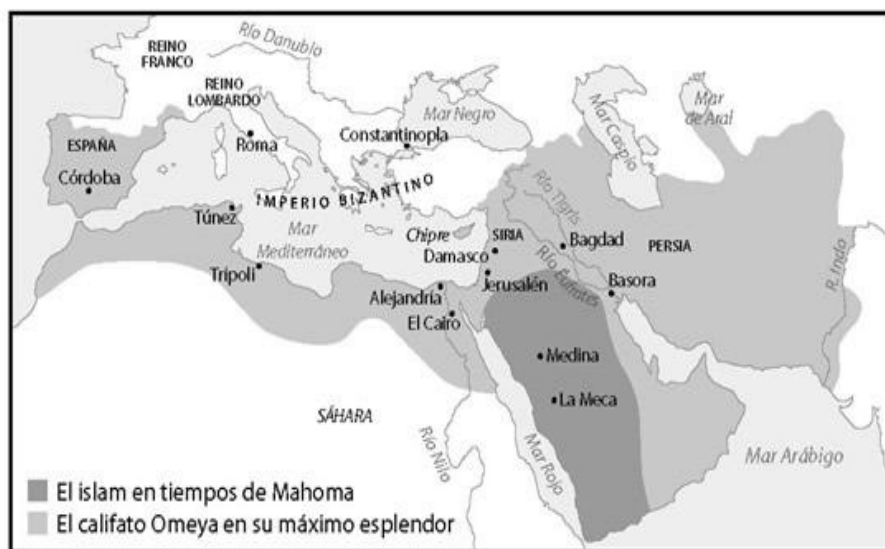 REINO
FRANCO
Río Danubio
REINO
LOMBARDO
Mar Negro
Mar Caspio
Mar
de Aral
ESPAÑA
Roma
Constantinopla
Córdoba
IMPERIO BIZANTINO
Túnez
Mar
Mediterráneo
Chipre
SIRIA
Río Tigris
Bagdad
PERSIA
Damasco
Río Éufrates
R. Indo
Trípoli
Jerusalén
Basora
Alejandría
El Cairo
Medina
La Meca
SÁHARA
Río Nilo
Mar Rojo
Mar Arábigo
El islam en tiempos de Mahoma
El califato Omeya en su máximo esplendor